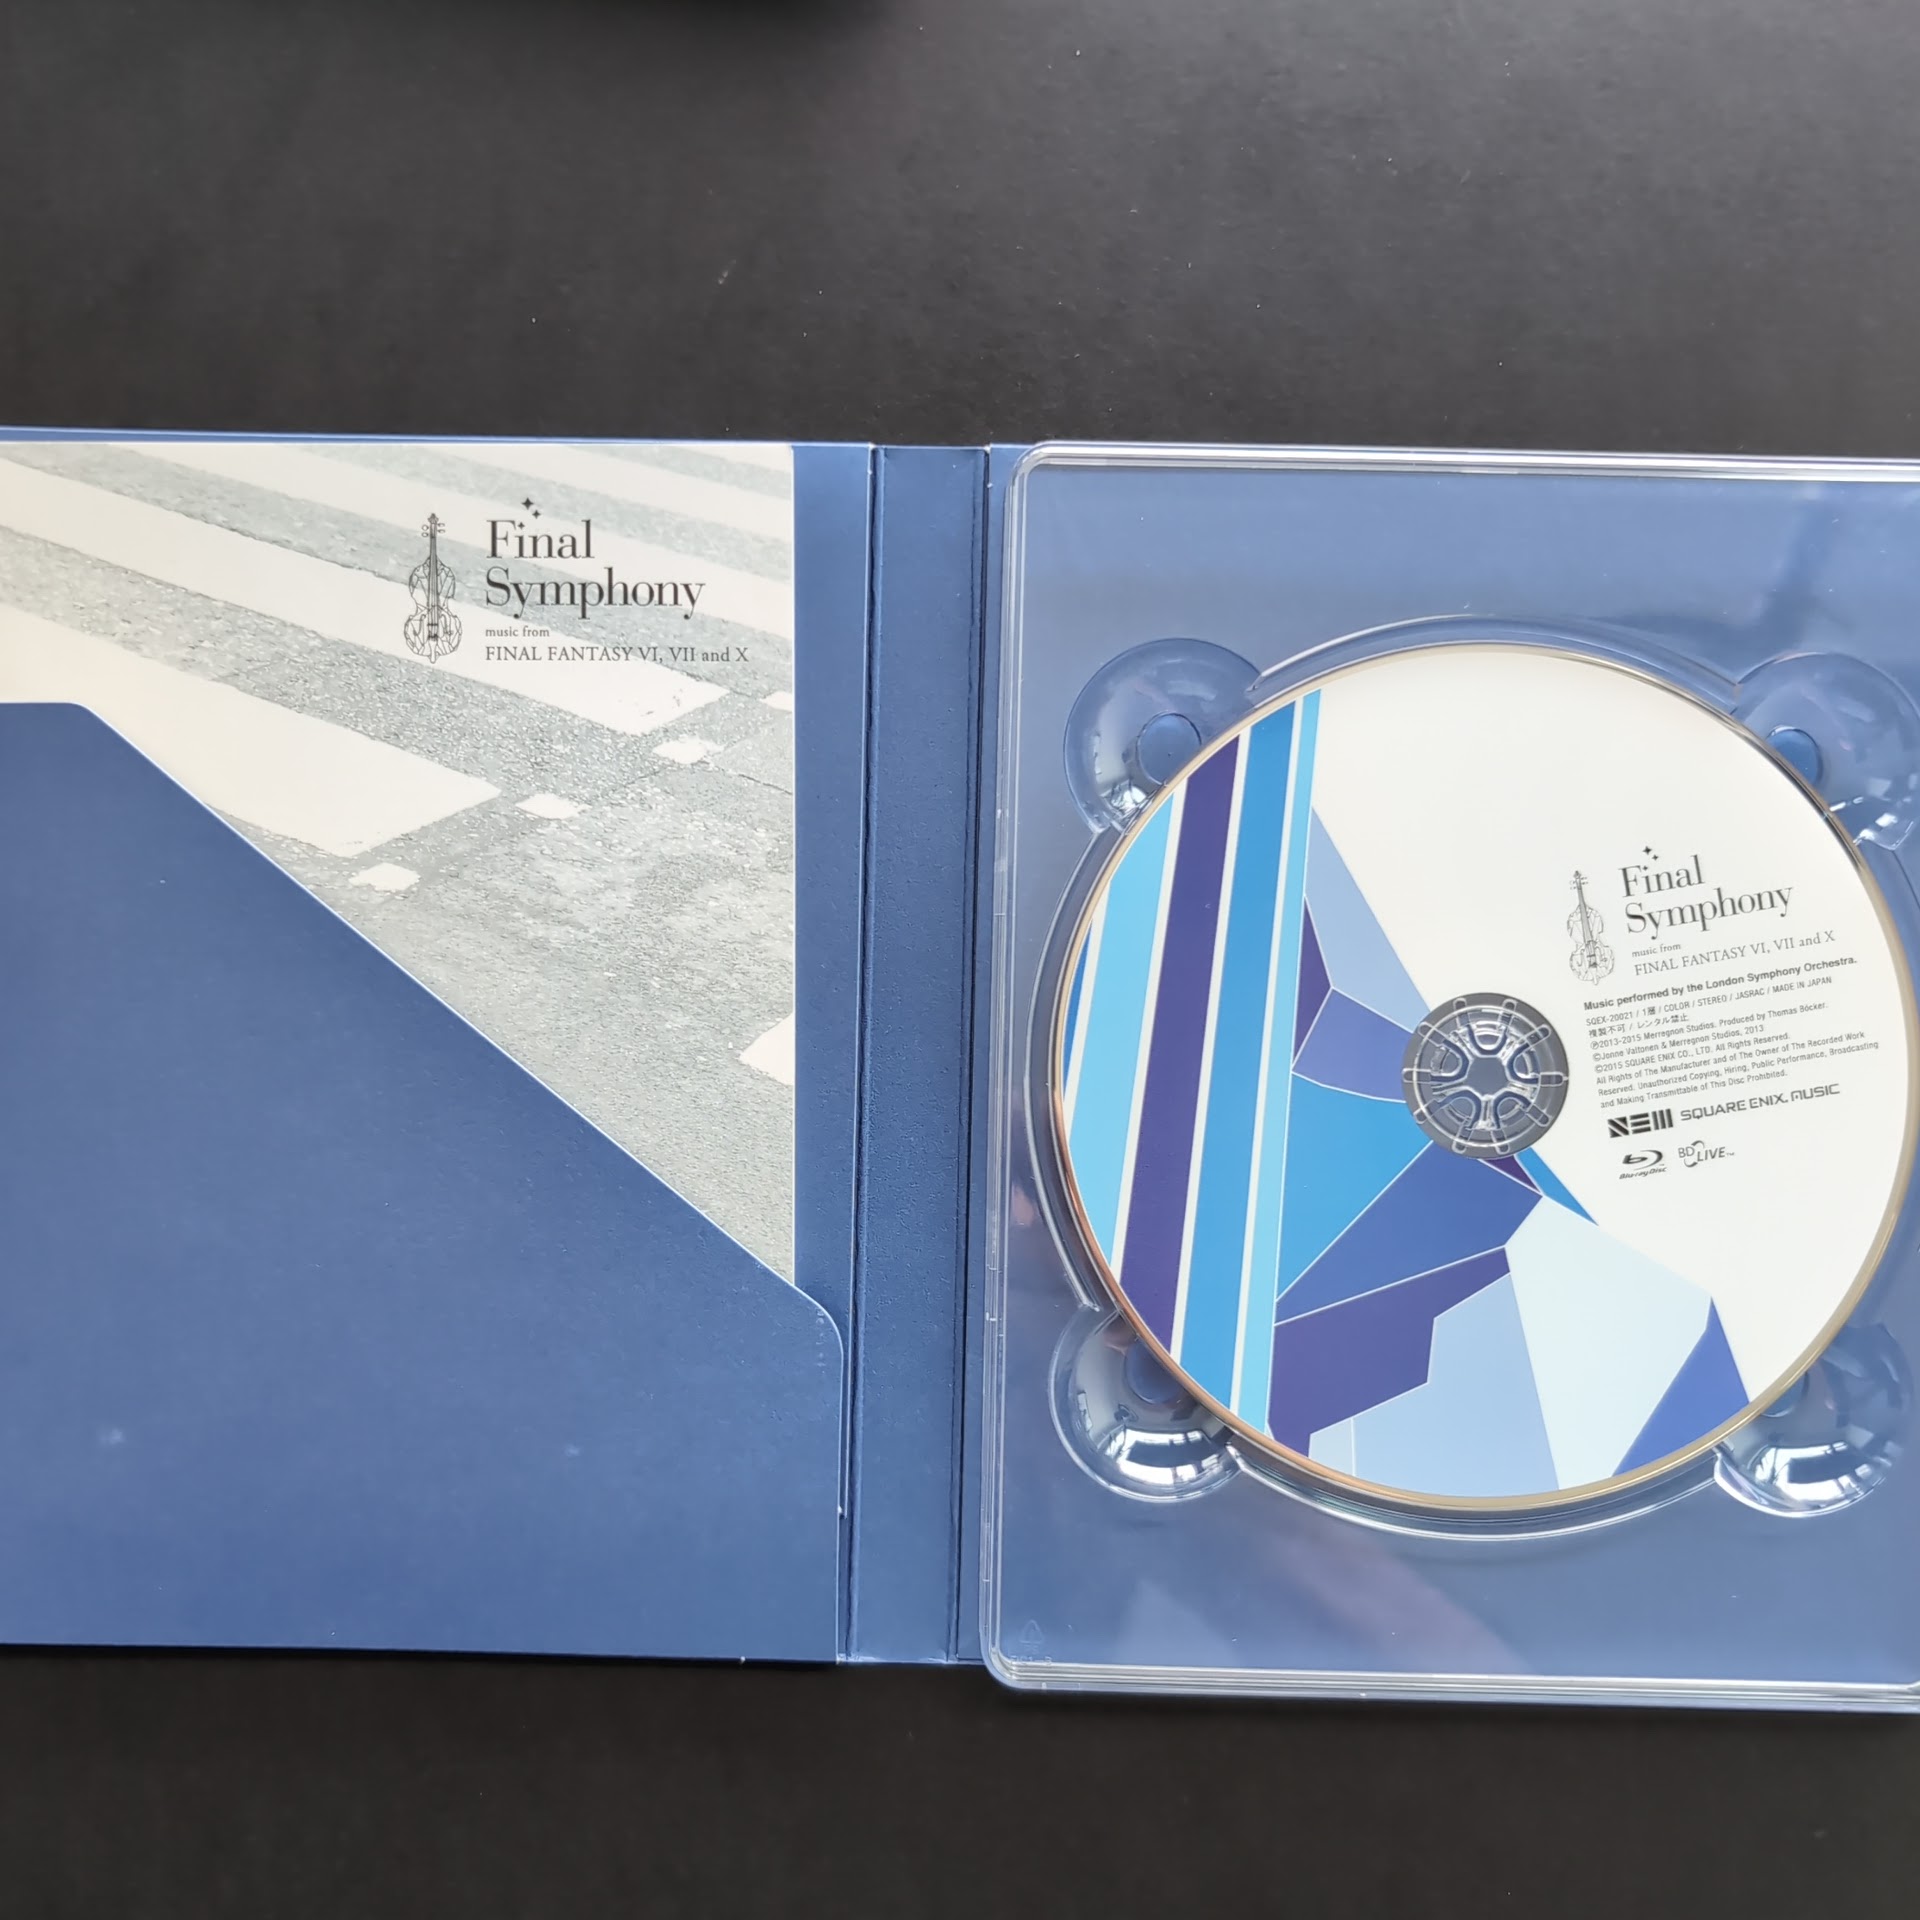 Final
Symphony
music from
FINAL FANTASY VI, VII and X
Final
Symphony
music from
FINAL FANTASY VI, VII and X
Music performed by the London Symphony Orchestra.
SQEX-20021 / 1層 / COLOR / STEREO / JASRAC / MADE IN JAPAN
複製不可 / レンタル禁止
℗2013-2015 Merregnon Studios. Produced by Thomas Böcker.
©Jonne Valtonen & Merregnon Studios, 2013
©2015 SQUARE ENIX CO., LTD. All Rights Reserved.
All Rights of The Manufacturer and of The Owner of The Recorded Work
Reserved. Unauthorized Copying, Hiring, Public Performance, Broadcasting
and Making Transmittable of This Disc Prohibited.
SEM SQUARE ENIX. MUSIC
Blu-ray Disc BD LIVE™